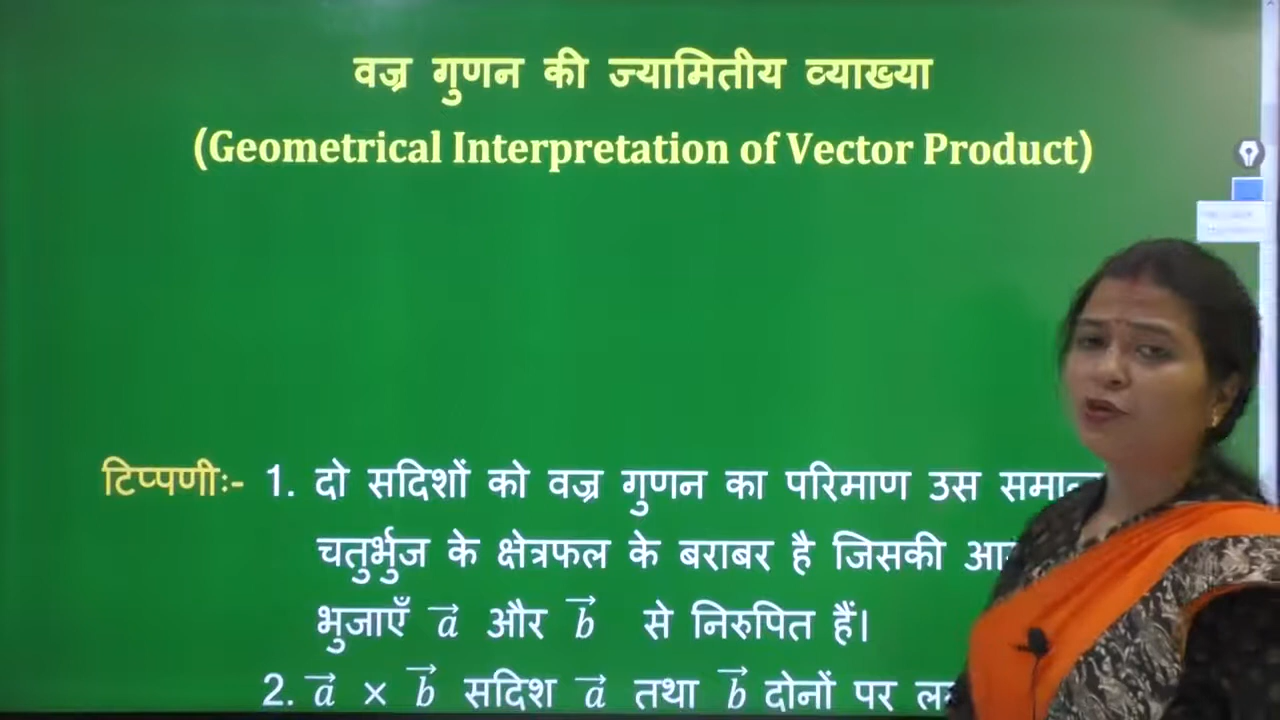 वज्र गुणन की ज्यामितीय व्याख्या
(Geometrical Interpretation of Vector Product)
टिप्पणीः- 1. दो सदिशों को वज्र गुणन का परिमाण उस
चतुर्भुज के क्षेत्रफल के बराबर है जिसकी
भुजाएँ a⃗ और b⃗ से निरुपित हैं।
2. a⃗ × b⃗ सदिश a⃗ तथा b⃗ दोनों पर